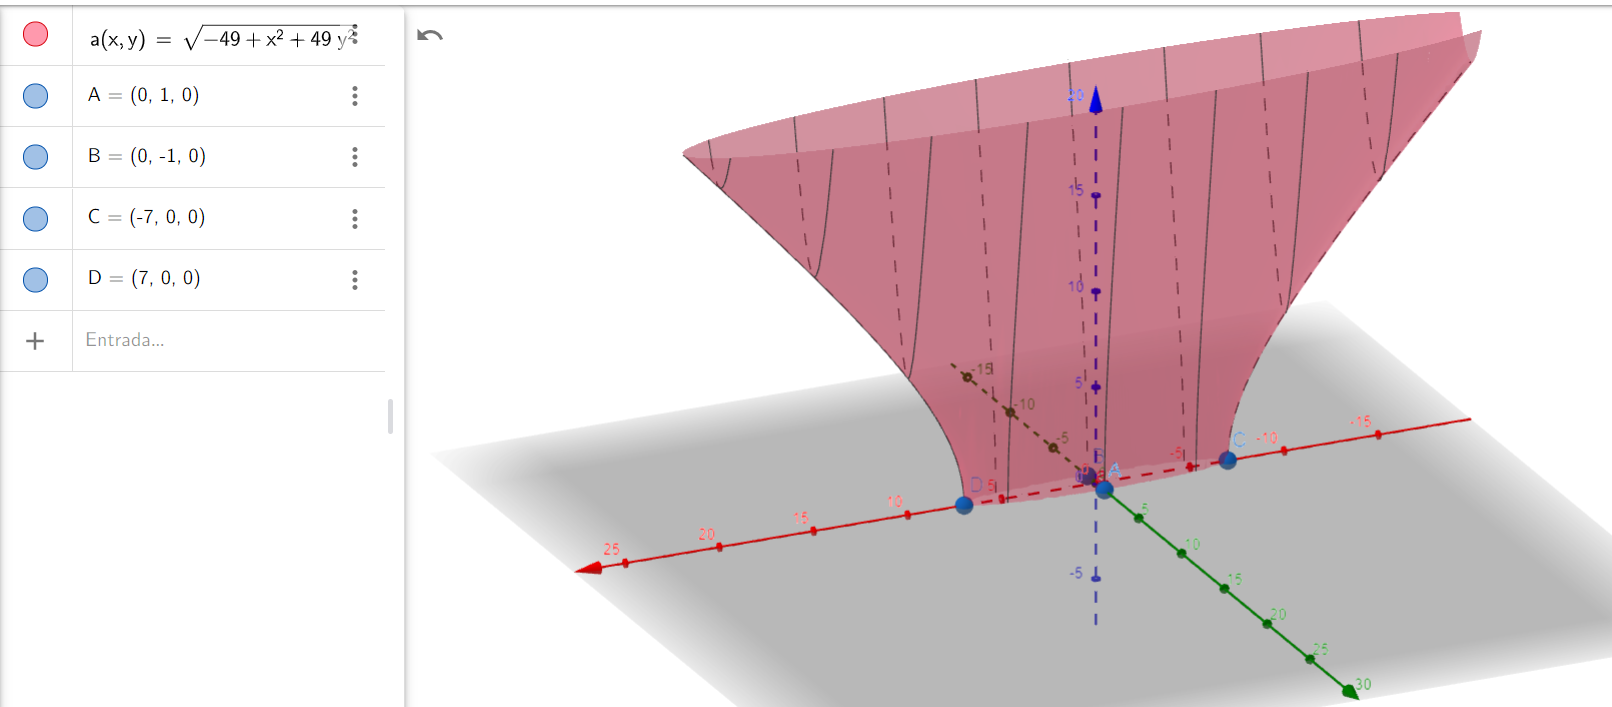 a(x, y) = √−49 + x² + 49 y²
A = (0, 1, 0)
B = (0, -1, 0)
C = (-7, 0, 0)
D = (7, 0, 0)
+ Entrada...
20
15
10
5
-5
-15
-10
-5
25
20
15
10
5
D
A
-5
C
-10
-15
5
10
15
20
25
30